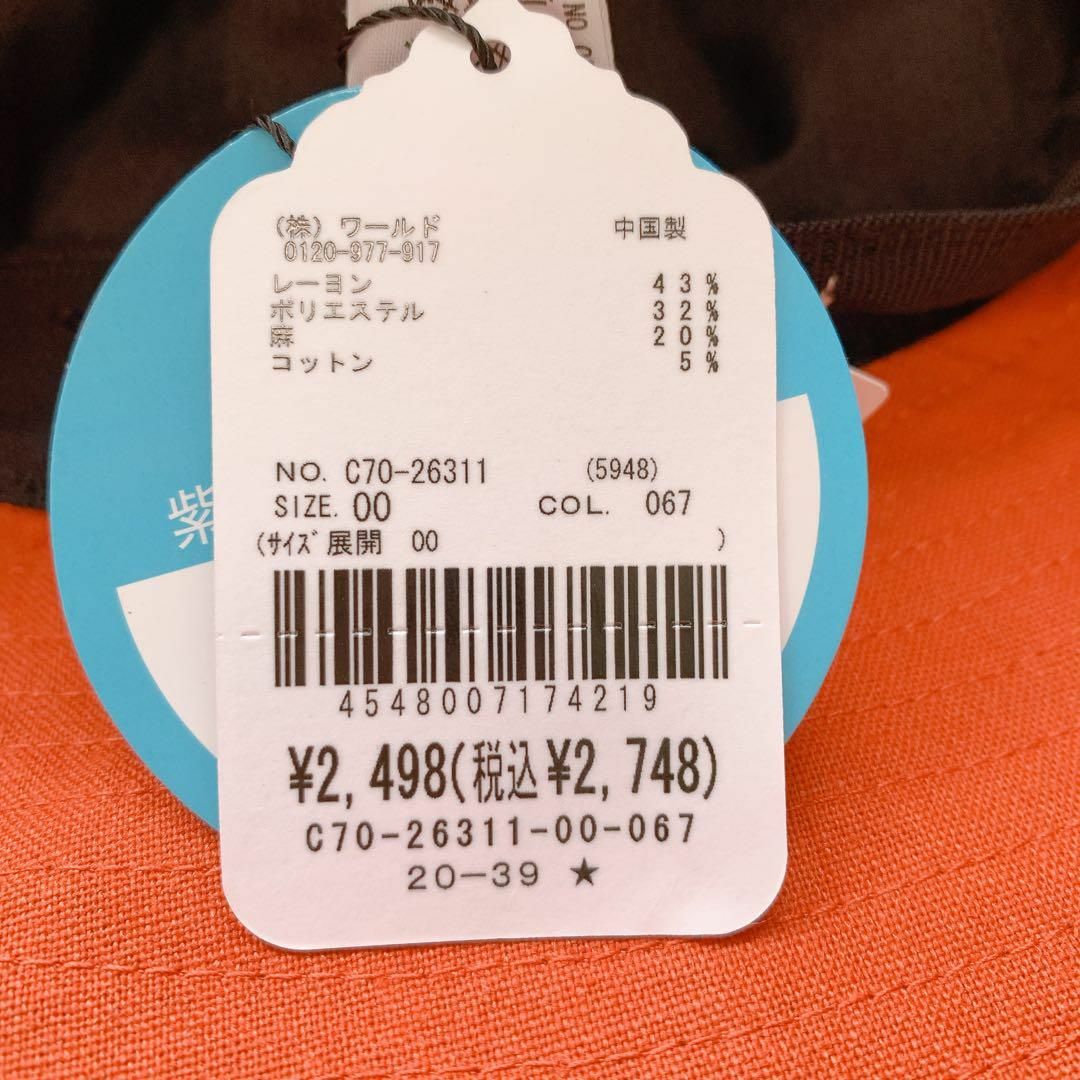 (株) ワールド 中国製
0120-977-917
レーヨン 43%
ポリエステル 32%
麻 20%
コットン 5%
NO. C70-26311 (5948)
SIZE. 00 COL. 067
(サイズ展開 00 )
4548007174219
¥2,498(税込¥2,748)
C70-26311-00-067
20-39 ★
紫
NO